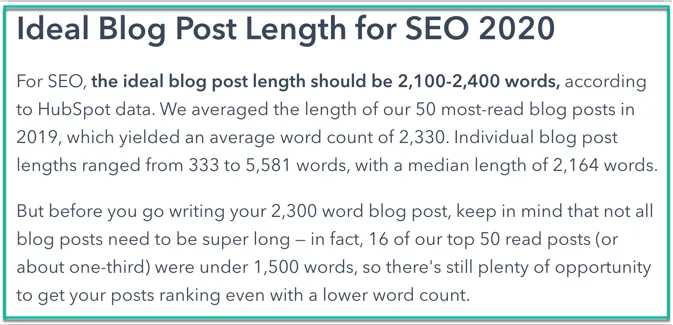 Ideal Blog Post Length for SEO 2020
For SEO, the ideal blog post length should be 2,100-2,400 words, according
to HubSpot data. We averaged the length of our 50 most-read blog posts in
2019, which yielded an average word count of 2,330. Individual blog post
lengths ranged from 333 to 5,581 words, with a median length of 2,164 words.
But before you go writing your 2,300 word blog post, keep in mind that not all
blog posts need to be super long — in fact, 16 of our top 50 read posts (or
about one-third) were under 1,500 words, so there's still plenty of opportunity
to get your posts ranking even with a lower word count.